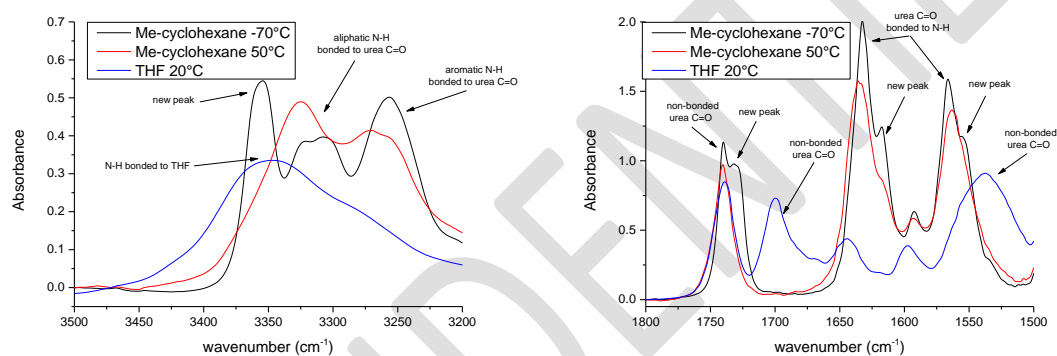 Me-cyclohexane -70°C
Me-cyclohexane 50°C
THF 20°C
aliphatic N-H
bonded to urea C=O
aromatic N-H
bonded to urea C=O
new peak
N-H bonded to THF
Absorbance
0.7
0.6
0.5
0.4
0.3
0.2
0.1
0.0
3500
3450
3400
3350
3300
3250
3200
wavenumber (cm-1)
Me-cyclohexane -70°C
Me-cyclohexane 50°C
THF 20°C
urea C=O
bonded to N-H
non-bonded
urea C=O
new peak
new peak
new peak
non-bonded
urea C=O
non-bonded
urea C=O
Absorbance
2.0
1.5
1.0
0.5
0.0
1800
1750
1700
1650
1600
1550
1500
wavenumber (cm-1)